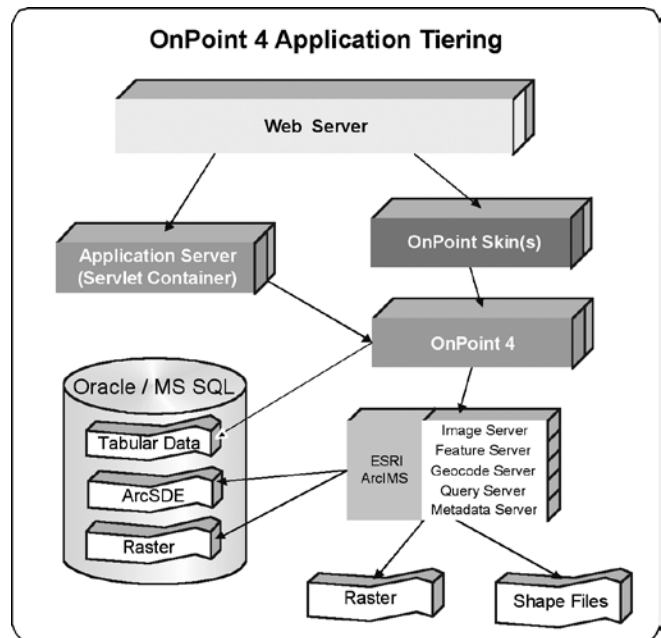 OnPoint 4 Application Tiering
Web Server
Application Server
(Servlet Container)
OnPoint Skin(s)
OnPoint 4
Oracle / MS SQL
Tabular Data
ArcSDE
Raster
ESRI
ArcIMS
Image Server
Feature Server
Geocode Server
Query Server
Metadata Server
Raster
Shape Files